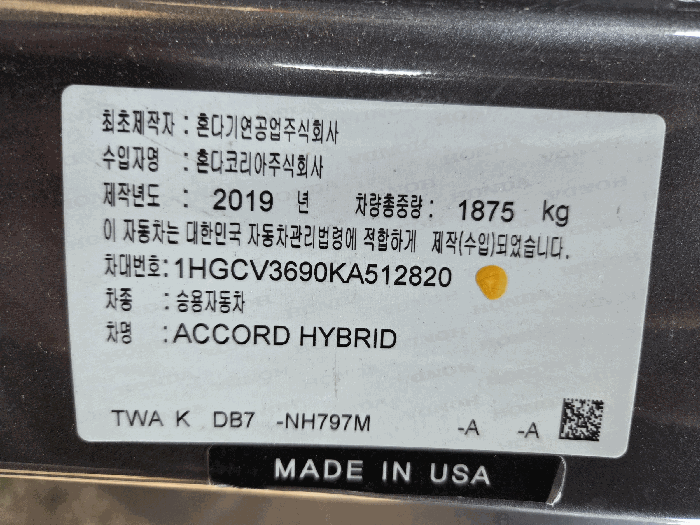 최초제작자 : 혼다기연공업주식회사
수입자명 : 혼다코리아주식회사
제작년도 : 2019 년 차량총중량 : 1875 kg
이 자동차는 대한민국 자동차관리법령에 적합하게 제작(수입)되었습니다.
차대번호 : 1HGCV3690KA512820
차종 : 승용자동차
차명 : ACCORD HYBRID
TWA K DB7 -NH797M -A -A
MADE IN USA